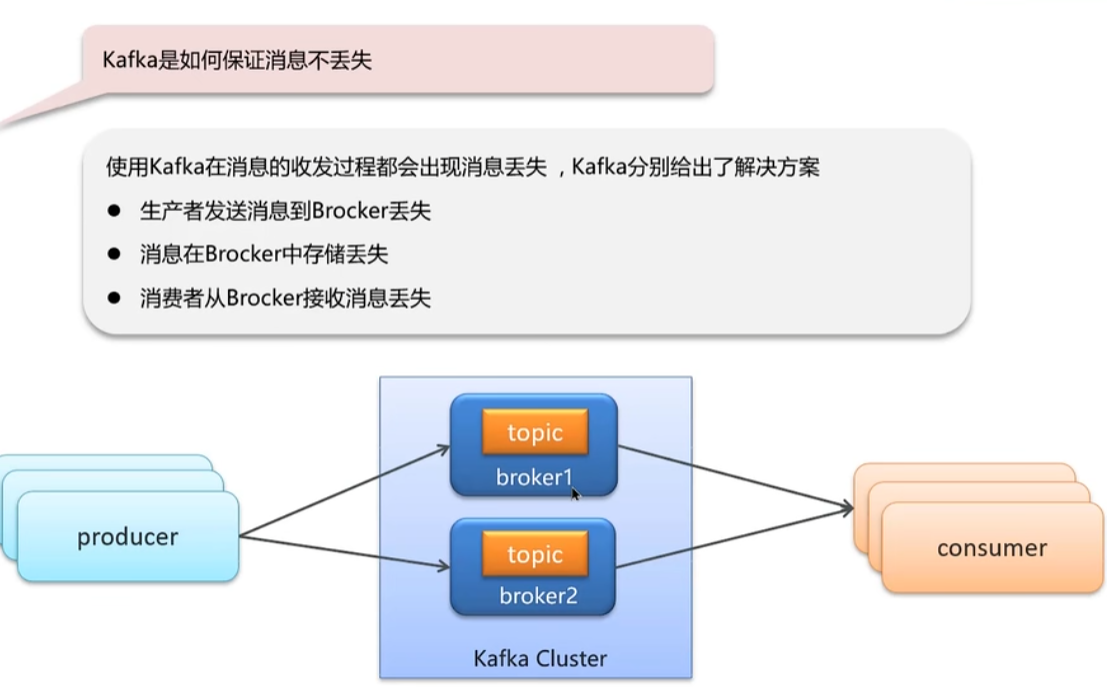 Kafka是如何保证消息不丢失
使用Kafka在消息的收发过程都会出现消息丢失 , Kafka分别给出了解决方案
● 生产者发送消息到Brocker丢失
● 消息在Brocker中存储丢失
● 消费者从Brocker接收消息丢失
topic
broker1
producer
topic
broker2
consumer
Kafka Cluster